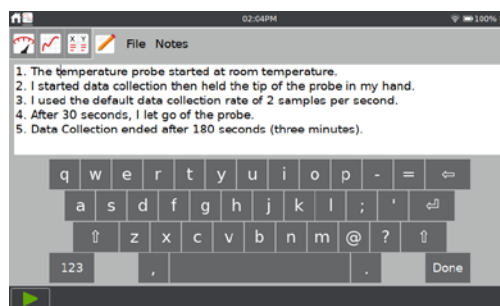 02:04PM
100%
X Y
File Notes
1. The temperature probe started at room temperature.
2. I started data collection then held the tip of the probe in my hand.
3. I used the default data collection rate of 2 samples per second.
4. After 30 seconds, I let go of the probe.
5. Data Collection ended after 180 seconds (three minutes).
q w e r t y u i o p - =
a s d f g h j k l ; '
z x c v b n m @ ?
123 , . Done